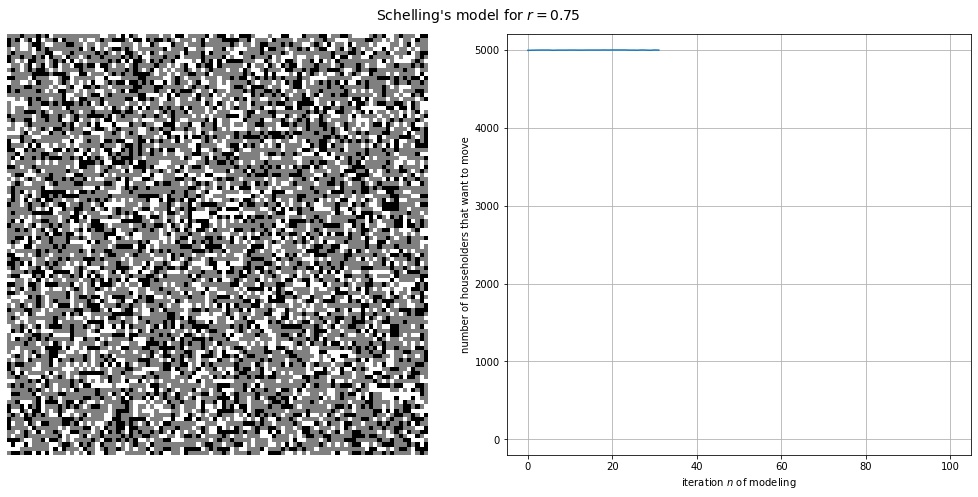 Schelling's model for r = 0.75
number of householders that want to move
5000
4000
3000
2000
1000
0
0 20 40 60 80 100
iteration n of modeling